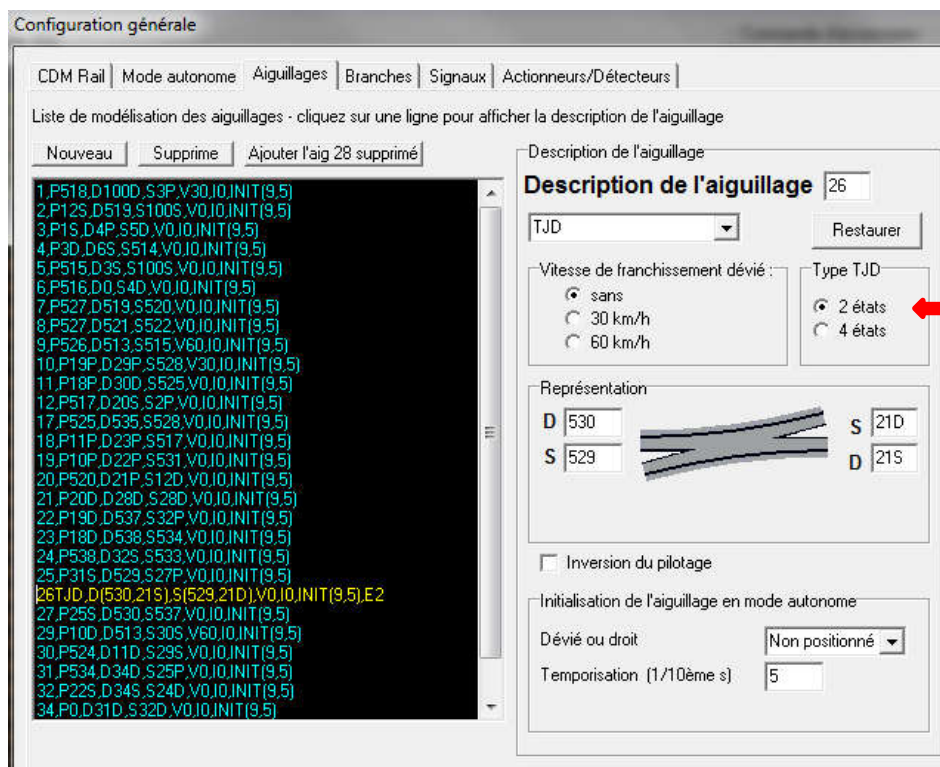 Configuration générale
CDM Rail Mode autonome Aiguillages Branches Signaux Actionneurs/Détecteurs
Liste de modélisation des aiguillages - cliquez sur une ligne pour afficher la description de l'aiguillage
Nouveau Supprime Ajouter l'aig 28 supprimé
1,P518,D100D,S3P,V30,I0,INIT(9,5)
2,P12S,D519,S100S,V0,I0,INIT(9,5)
3,P1S,D4P,S5D,V0,I0,INIT(9,5)
4,P3D,D6S,S514,V0,I0,INIT(9,5)
5,P515,D3S,S100S,V0,I0,INIT(9,5)
6,P516,D0,S4D,V0,I0,INIT(9,5)
7,P527,D519,S520,V0,I0,INIT(9,5)
8,P527,D521,S522,V0,I0,INIT(9,5)
9,P526,D513,S515,V60,I0,INIT(9,5)
10,P19P,D29P,S528,V30,I0,INIT(9,5)
11,P18P,D30D,S525,V0,I0,INIT(9,5)
12,P517,D20S,S2P,V0,I0,INIT(9,5)
17,P525,D535,S528,V0,I0,INIT(9,5)
18,P11P,D23P,S517,V0,I0,INIT(9,5)
19,P10P,D22P,S531,V0,I0,INIT(9,5)
20,P520,D21P,S12D,V0,I0,INIT(9,5)
21,P20D,D28D,S28D,V0,I0,INIT(9,5)
22,P19D,D537,S32P,V0,I0,INIT(9,5)
23,P18D,D538,S534,V0,I0,INIT(9,5)
24,P538,D32S,S533,V0,I0,INIT(9,5)
25,P31S,D529,S27P,V0,I0,INIT(9,5)
26TJD,D(530,21S),S(529,21D),V0,I0,INIT(9,5),E2
27,P25S,D530,S537,V0,I0,INIT(9,5)
29,P10D,D513,S30S,V60,I0,INIT(9,5)
30,P524,D11D,S29S,V0,I0,INIT(9,5)
31,P534,D34D,S25P,V0,I0,INIT(9,5)
32,P22S,D34S,S24D,V0,I0,INIT(9,5)
34,P0,D31D,S32D,V0,I0,INIT(9,5)
Description de l'aiguillage
Description de l'aiguillage 26
TJD Restaurer
Vitesse de franchissement dévié :
sans
30 km/h
60 km/h
Type TJD
2 états
4 états
Représentation
D 530 S 21D
S 529 D 21S
Inversion du pilotage
Initialisation de l'aiguillage en mode autonome
Dévié ou droit Non positionné
Temporisation (1/10ème s) 5